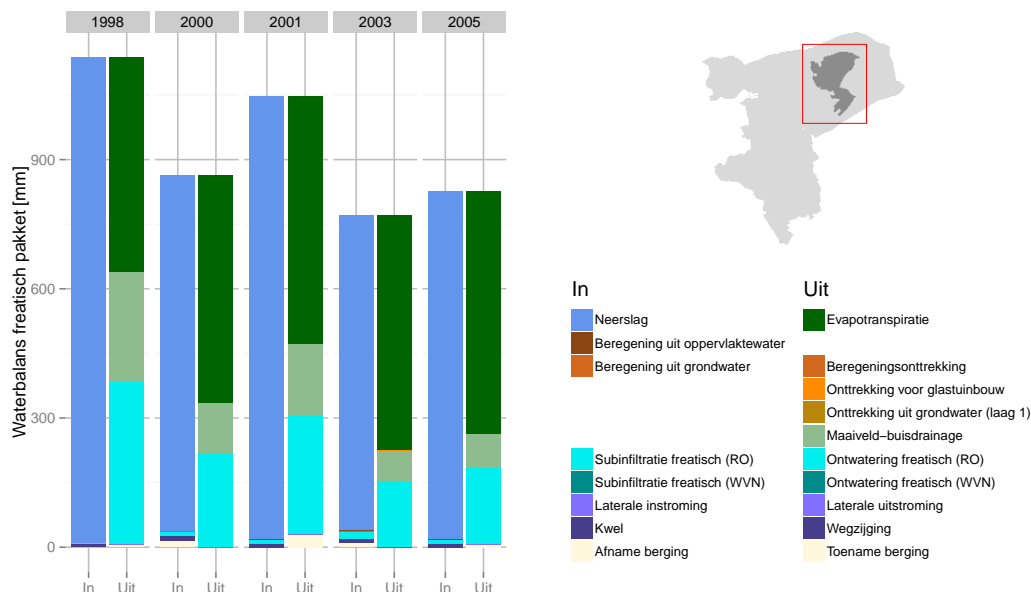 1998 2000 2001 2003 2005
Waterbalans freatisch pakket [mm]
900
600
300
0
In Uit In Uit In Uit In Uit In Uit
In
Neerslag
Beregening uit oppervlaktewater
Beregening uit grondwater
Subinfiltratie freatisch (RO)
Subinfiltratie freatisch (WVN)
Laterale instroming
Kwel
Afname berging
Uit
Evapotranspiratie
Beregeningsonttrekking
Onttrekking voor glastuinbouw
Onttrekking uit grondwater (laag 1)
Maaiveld−buisdrainage
Ontwatering freatisch (RO)
Ontwatering freatisch (WVN)
Laterale uitstroming
Wegzijging
Toename berging